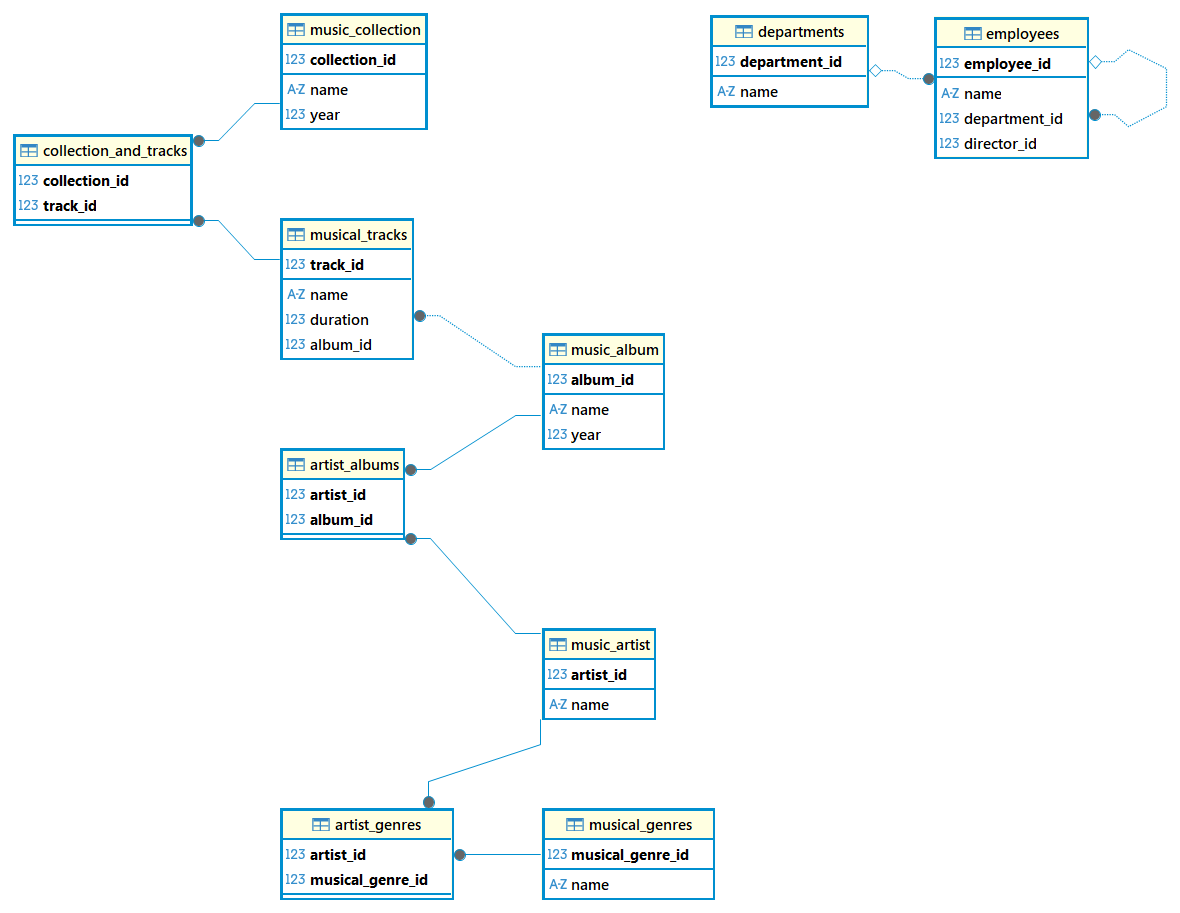 music_collection
123 collection_id
A-Z name
123 year
departments
123 department_id
A-Z name
employees
123 employee_id
A-Z name
123 department_id
123 director_id
collection_and_tracks
123 collection_id
123 track_id
musical_tracks
123 track_id
A-Z name
123 duration
123 album_id
music_album
123 album_id
A-Z name
123 year
artist_albums
123 artist_id
123 album_id
music_artist
123 artist_id
A-Z name
artist_genres
123 artist_id
123 musical_genre_id
musical_genres
123 musical_genre_id
A-Z name